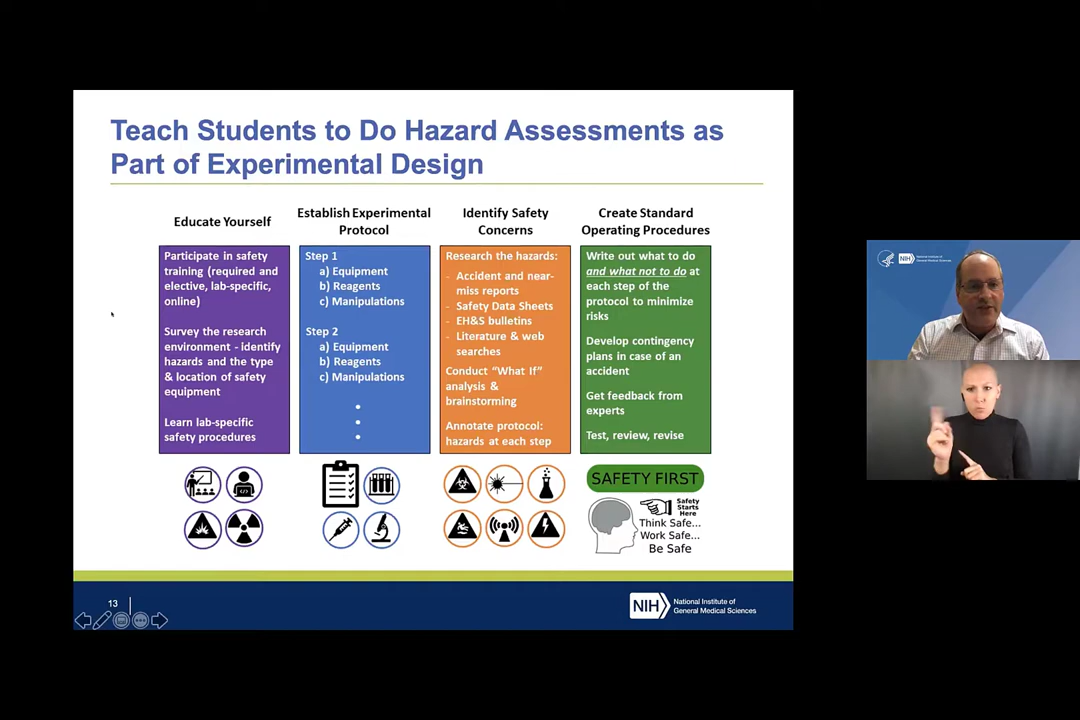 Teach Students to Do Hazard Assessments as
Part of Experimental Design
Educate Yourself
Participate in safety
training (required and
elective, lab-specific,
online)
Survey the research
environment - identify
hazards and the type
& location of safety
equipment
Learn lab-specific
safety procedures
Establish Experimental
Protocol
Step 1
a) Equipment
b) Reagents
c) Manipulations
Step 2
a) Equipment
b) Reagents
c) Manipulations
Identify Safety
Concerns
Research the hazards:
- Accident and near-
miss reports
- Safety Data Sheets
- EH&S bulletins
- Literature & web
searches
Conduct “What If”
analysis &
brainstorming
Annotate protocol:
hazards at each step
Create Standard
Operating Procedures
Write out what to do
and what not to do at
each step of the
protocol to minimize
risks
Develop contingency
plans in case of an
accident
Get feedback from
experts
Test, review, revise
SAFETY FIRST
Safety
Starts
Here
Think Safe...
Work Safe...
Be Safe
13
NIH
National Institute of
General Medical Sciences
NIH
National Institute of
General Medical Sciences